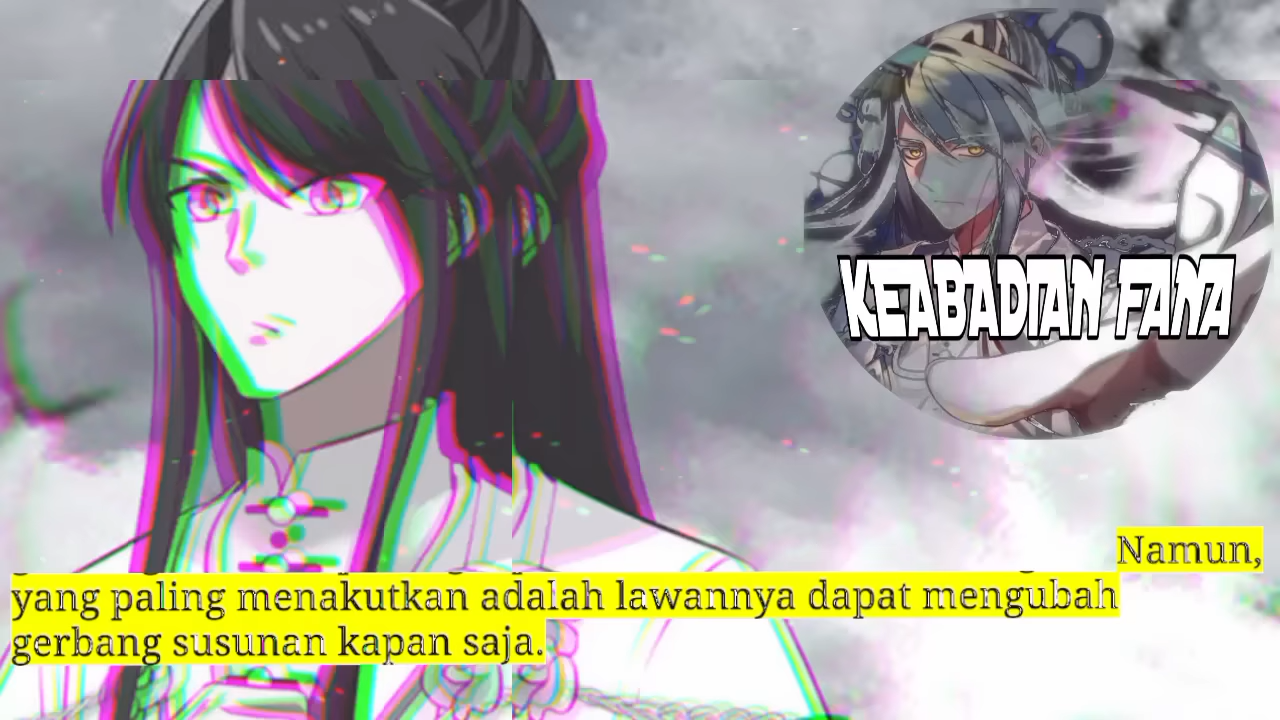 KEABADIAN FANA
Namun,
yang paling menakutkan adalah lawannya dapat mengubah
gerbang susunan kapan saja.